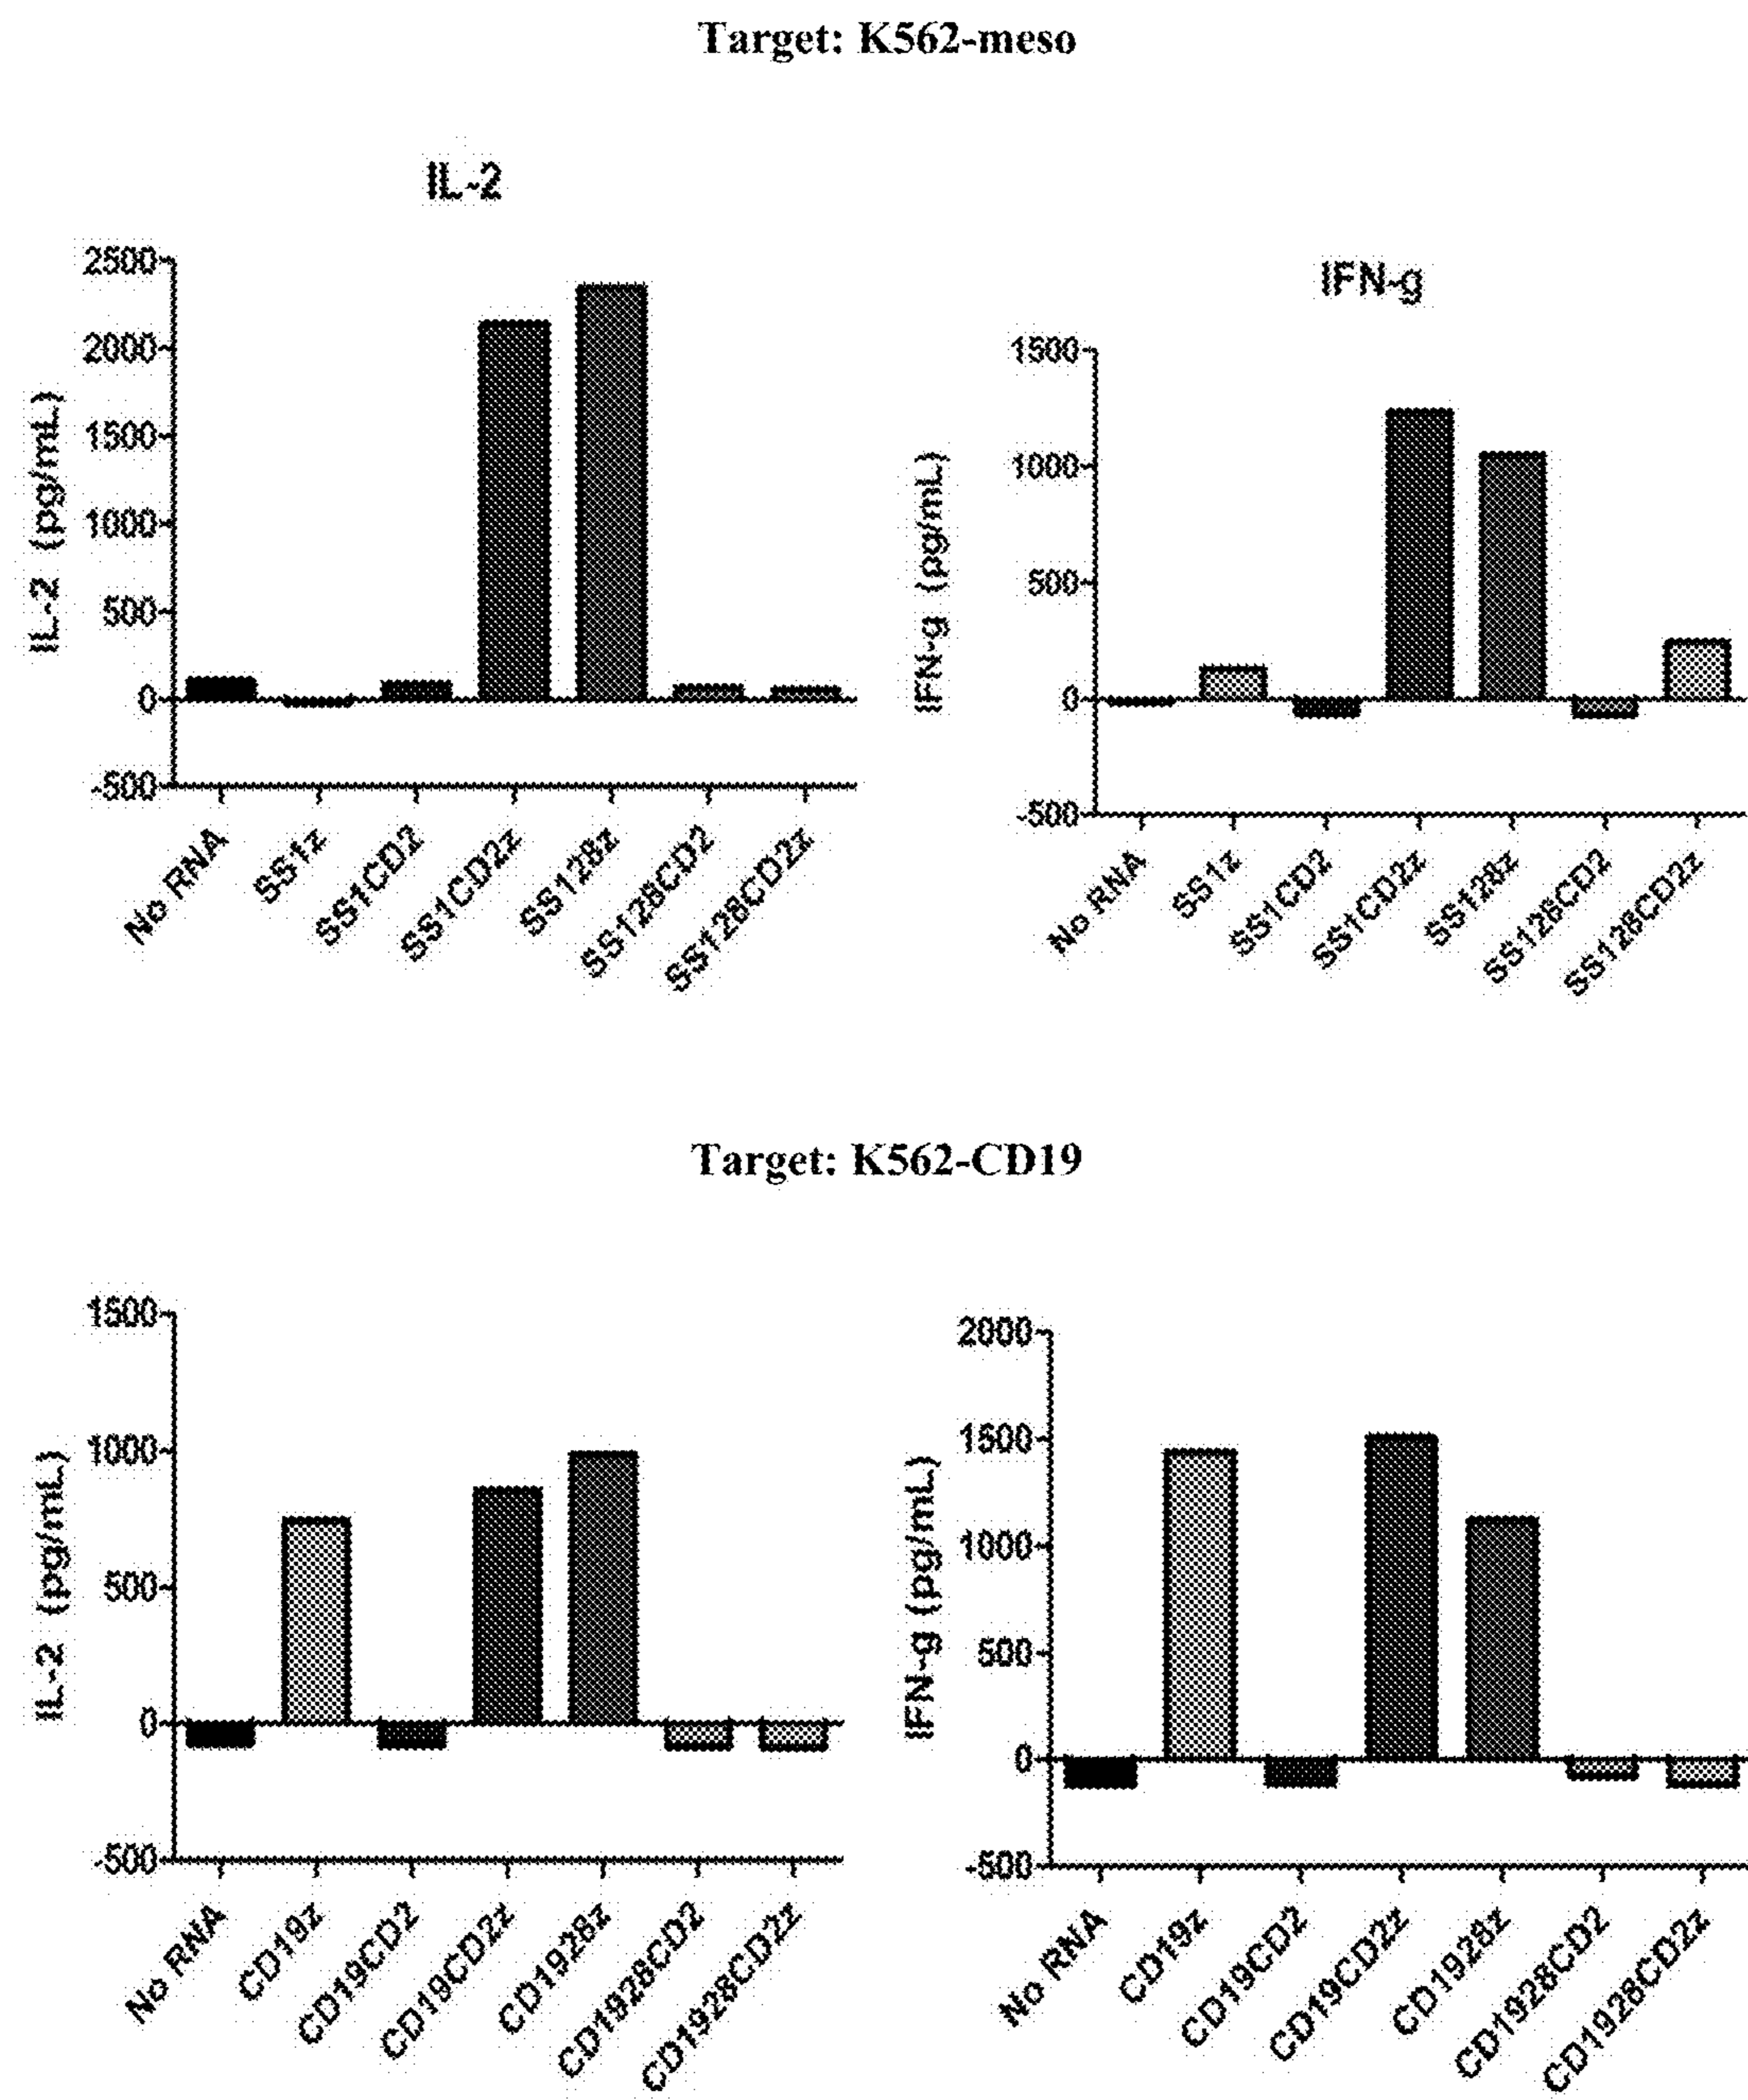 Target: K562-meso
IL-2
IL-2 (pg/mL)
2500
2000
1500
1000
500
0
-500
No RNA
SS1z
SS1CD2
SS1CD2z
SS128z
SS128CD2
SS128CD2z
IFN-g
IFN-g (pg/mL)
1500
1000
500
0
-500
No RNA
SS1z
SS1CD2
SS1CD2z
SS128z
SS128CD2
SS128CD2z
Target: K562-CD19
IL-2 (pg/mL)
1500
1000
500
0
-500
No RNA
CD19z
CD19CD2
CD19CD2z
CD1928z
CD1928CD2
CD1928CD2z
IFN-g (pg/mL)
2000
1500
1000
500
0
-500
No RNA
CD19z
CD19CD2
CD19CD2z
CD1928z
CD1928CD2
CD1928CD2z